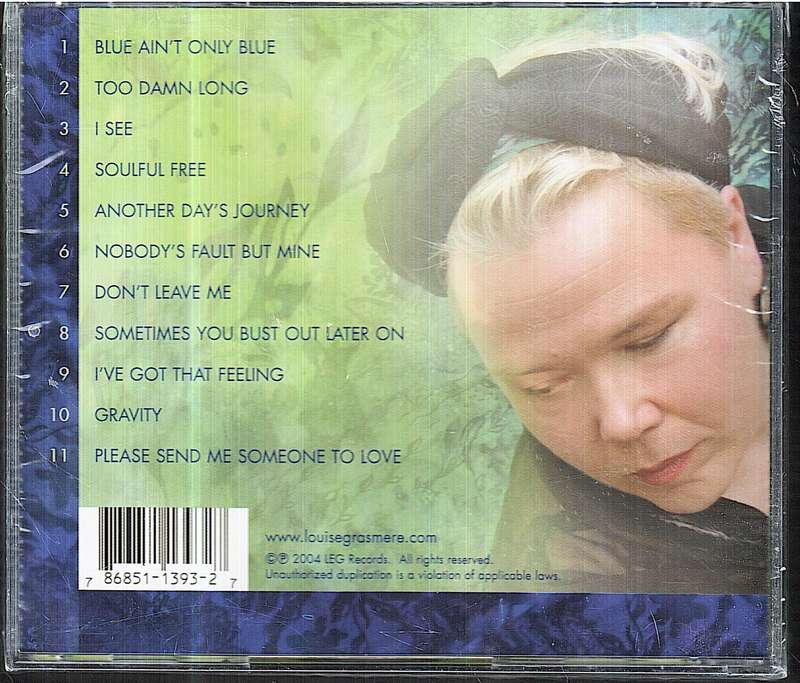 1 BLUE AIN'T ONLY BLUE
2 TOO DAMN LONG
3 I SEE
4 SOULFUL FREE
5 ANOTHER DAY'S JOURNEY
6 NOBODY'S FAULT BUT MINE
7 DON'T LEAVE ME
8 SOMETIMES YOU BUST OUT LATER ON
9 I'VE GOT THAT FEELING
10 GRAVITY
11 PLEASE SEND ME SOMEONE TO LOVE
www.louisegrasmere.com
©℗ 2004 LEG Records. All rights reserved.
Unauthorized duplication is a violation of applicable laws.
7 86851-1393-2 7